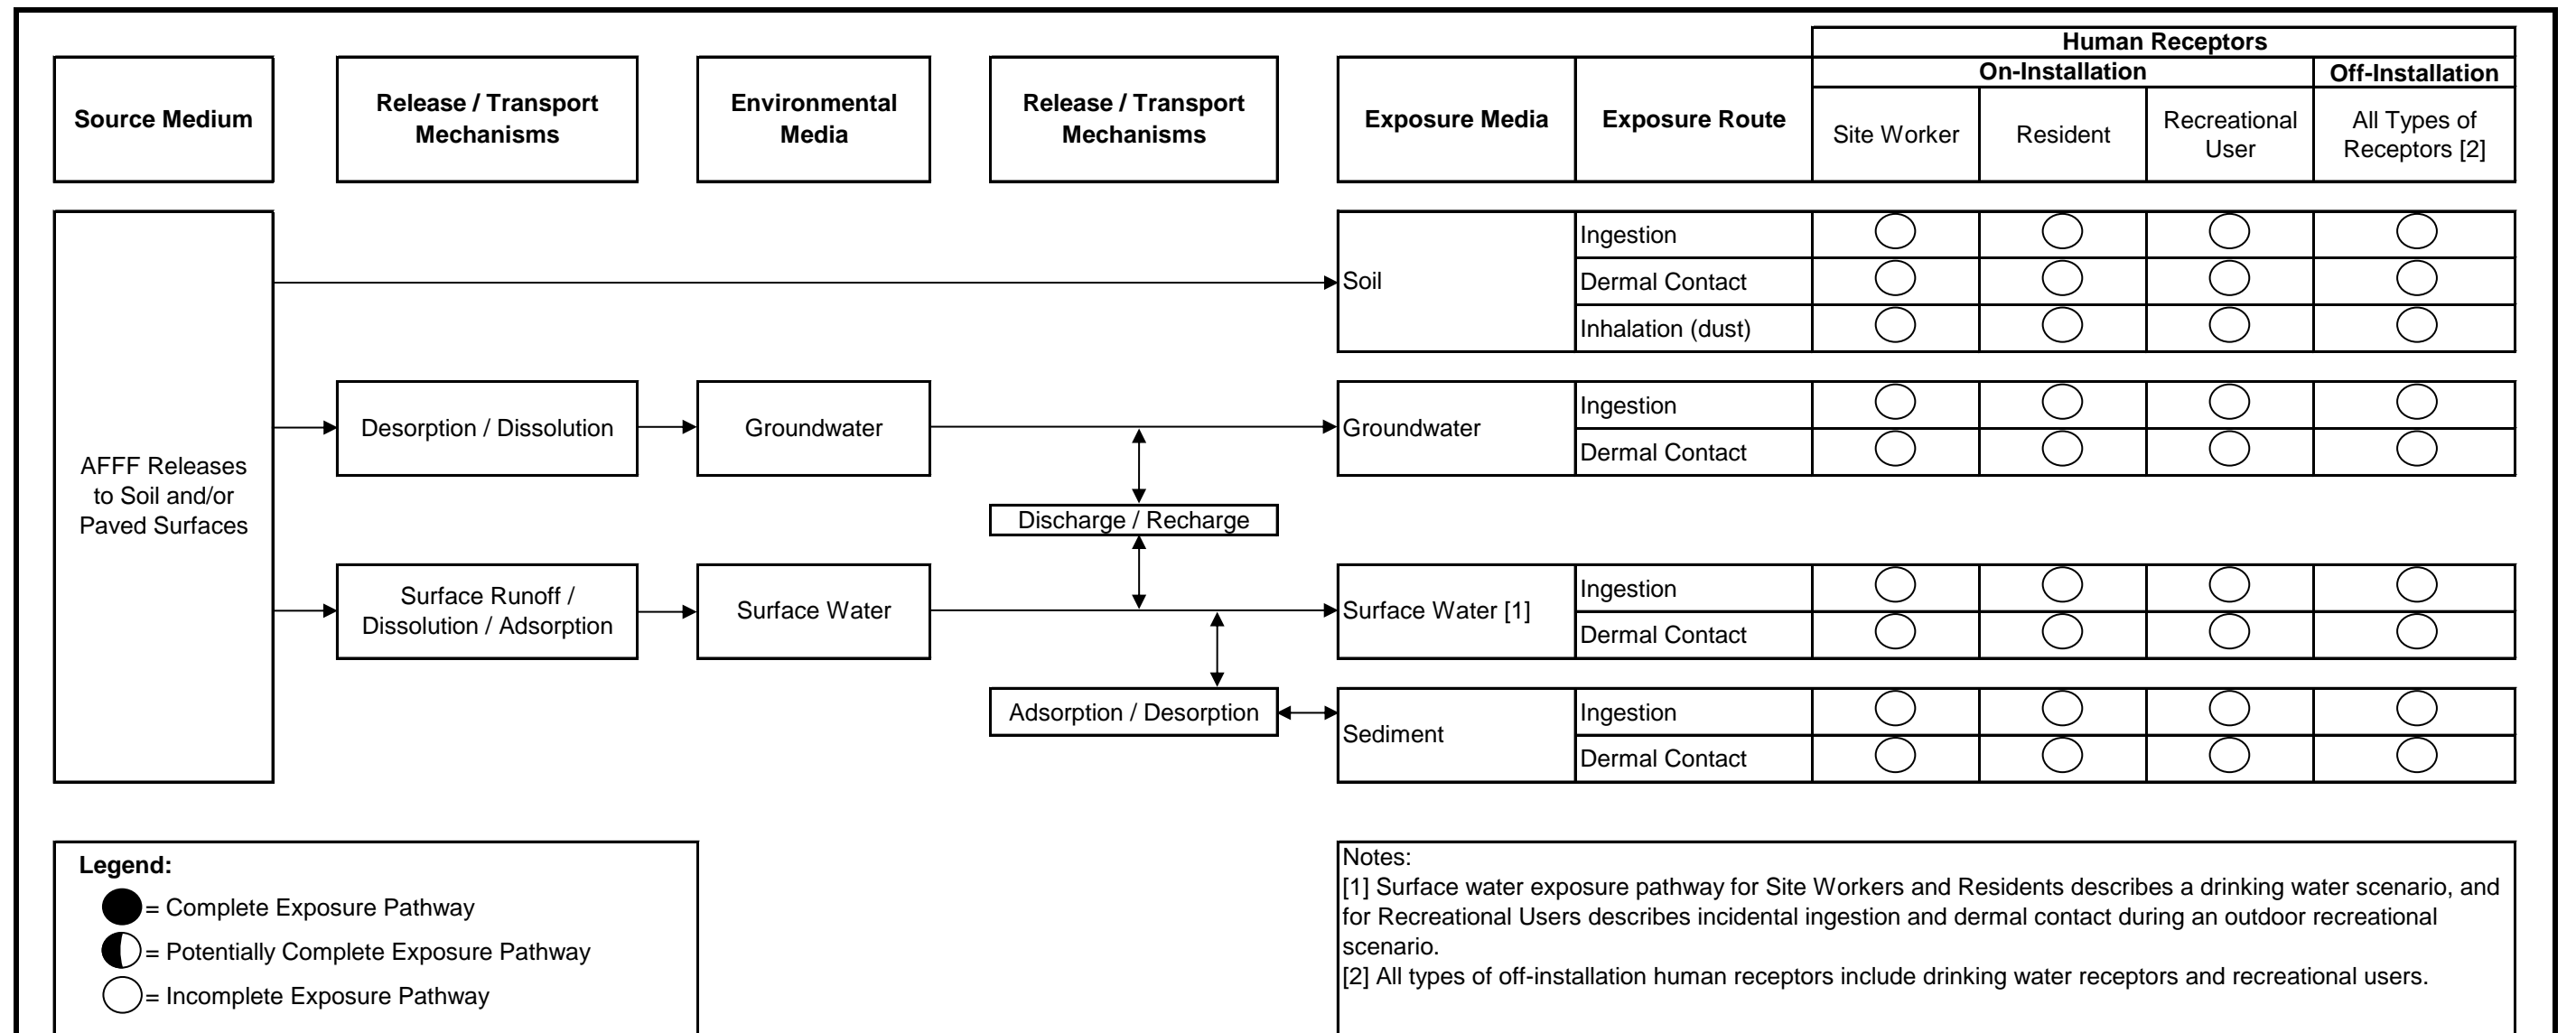 Human Receptors
On-Installation
Off-Installation
Source Medium
Release / Transport
Mechanisms
Environmental
Media
Release / Transport
Mechanisms
Exposure Media
Exposure Route
Site Worker
Resident
Recreational
User
All Types of
Receptors [2]
Ingestion
Soil
Dermal Contact
Inhalation (dust)
Ingestion
Desorption / Dissolution
Groundwater
Groundwater
Dermal Contact
AFFF Releases
to Soil and/or
Paved Surfaces
Discharge / Recharge
Surface Runoff /
Dissolution / Adsorption
Surface Water
Surface Water [1]
Ingestion
Dermal Contact
Adsorption / Desorption
Sediment
Ingestion
Dermal Contact
Legend:
= Complete Exposure Pathway
= Potentially Complete Exposure Pathway
= Incomplete Exposure Pathway
Notes:
[1] Surface water exposure pathway for Site Workers and Residents describes a drinking water scenario, and
for Recreational Users describes incidental ingestion and dermal contact during an outdoor recreational
scenario.
[2] All types of off-installation human receptors include drinking water receptors and recreational users.